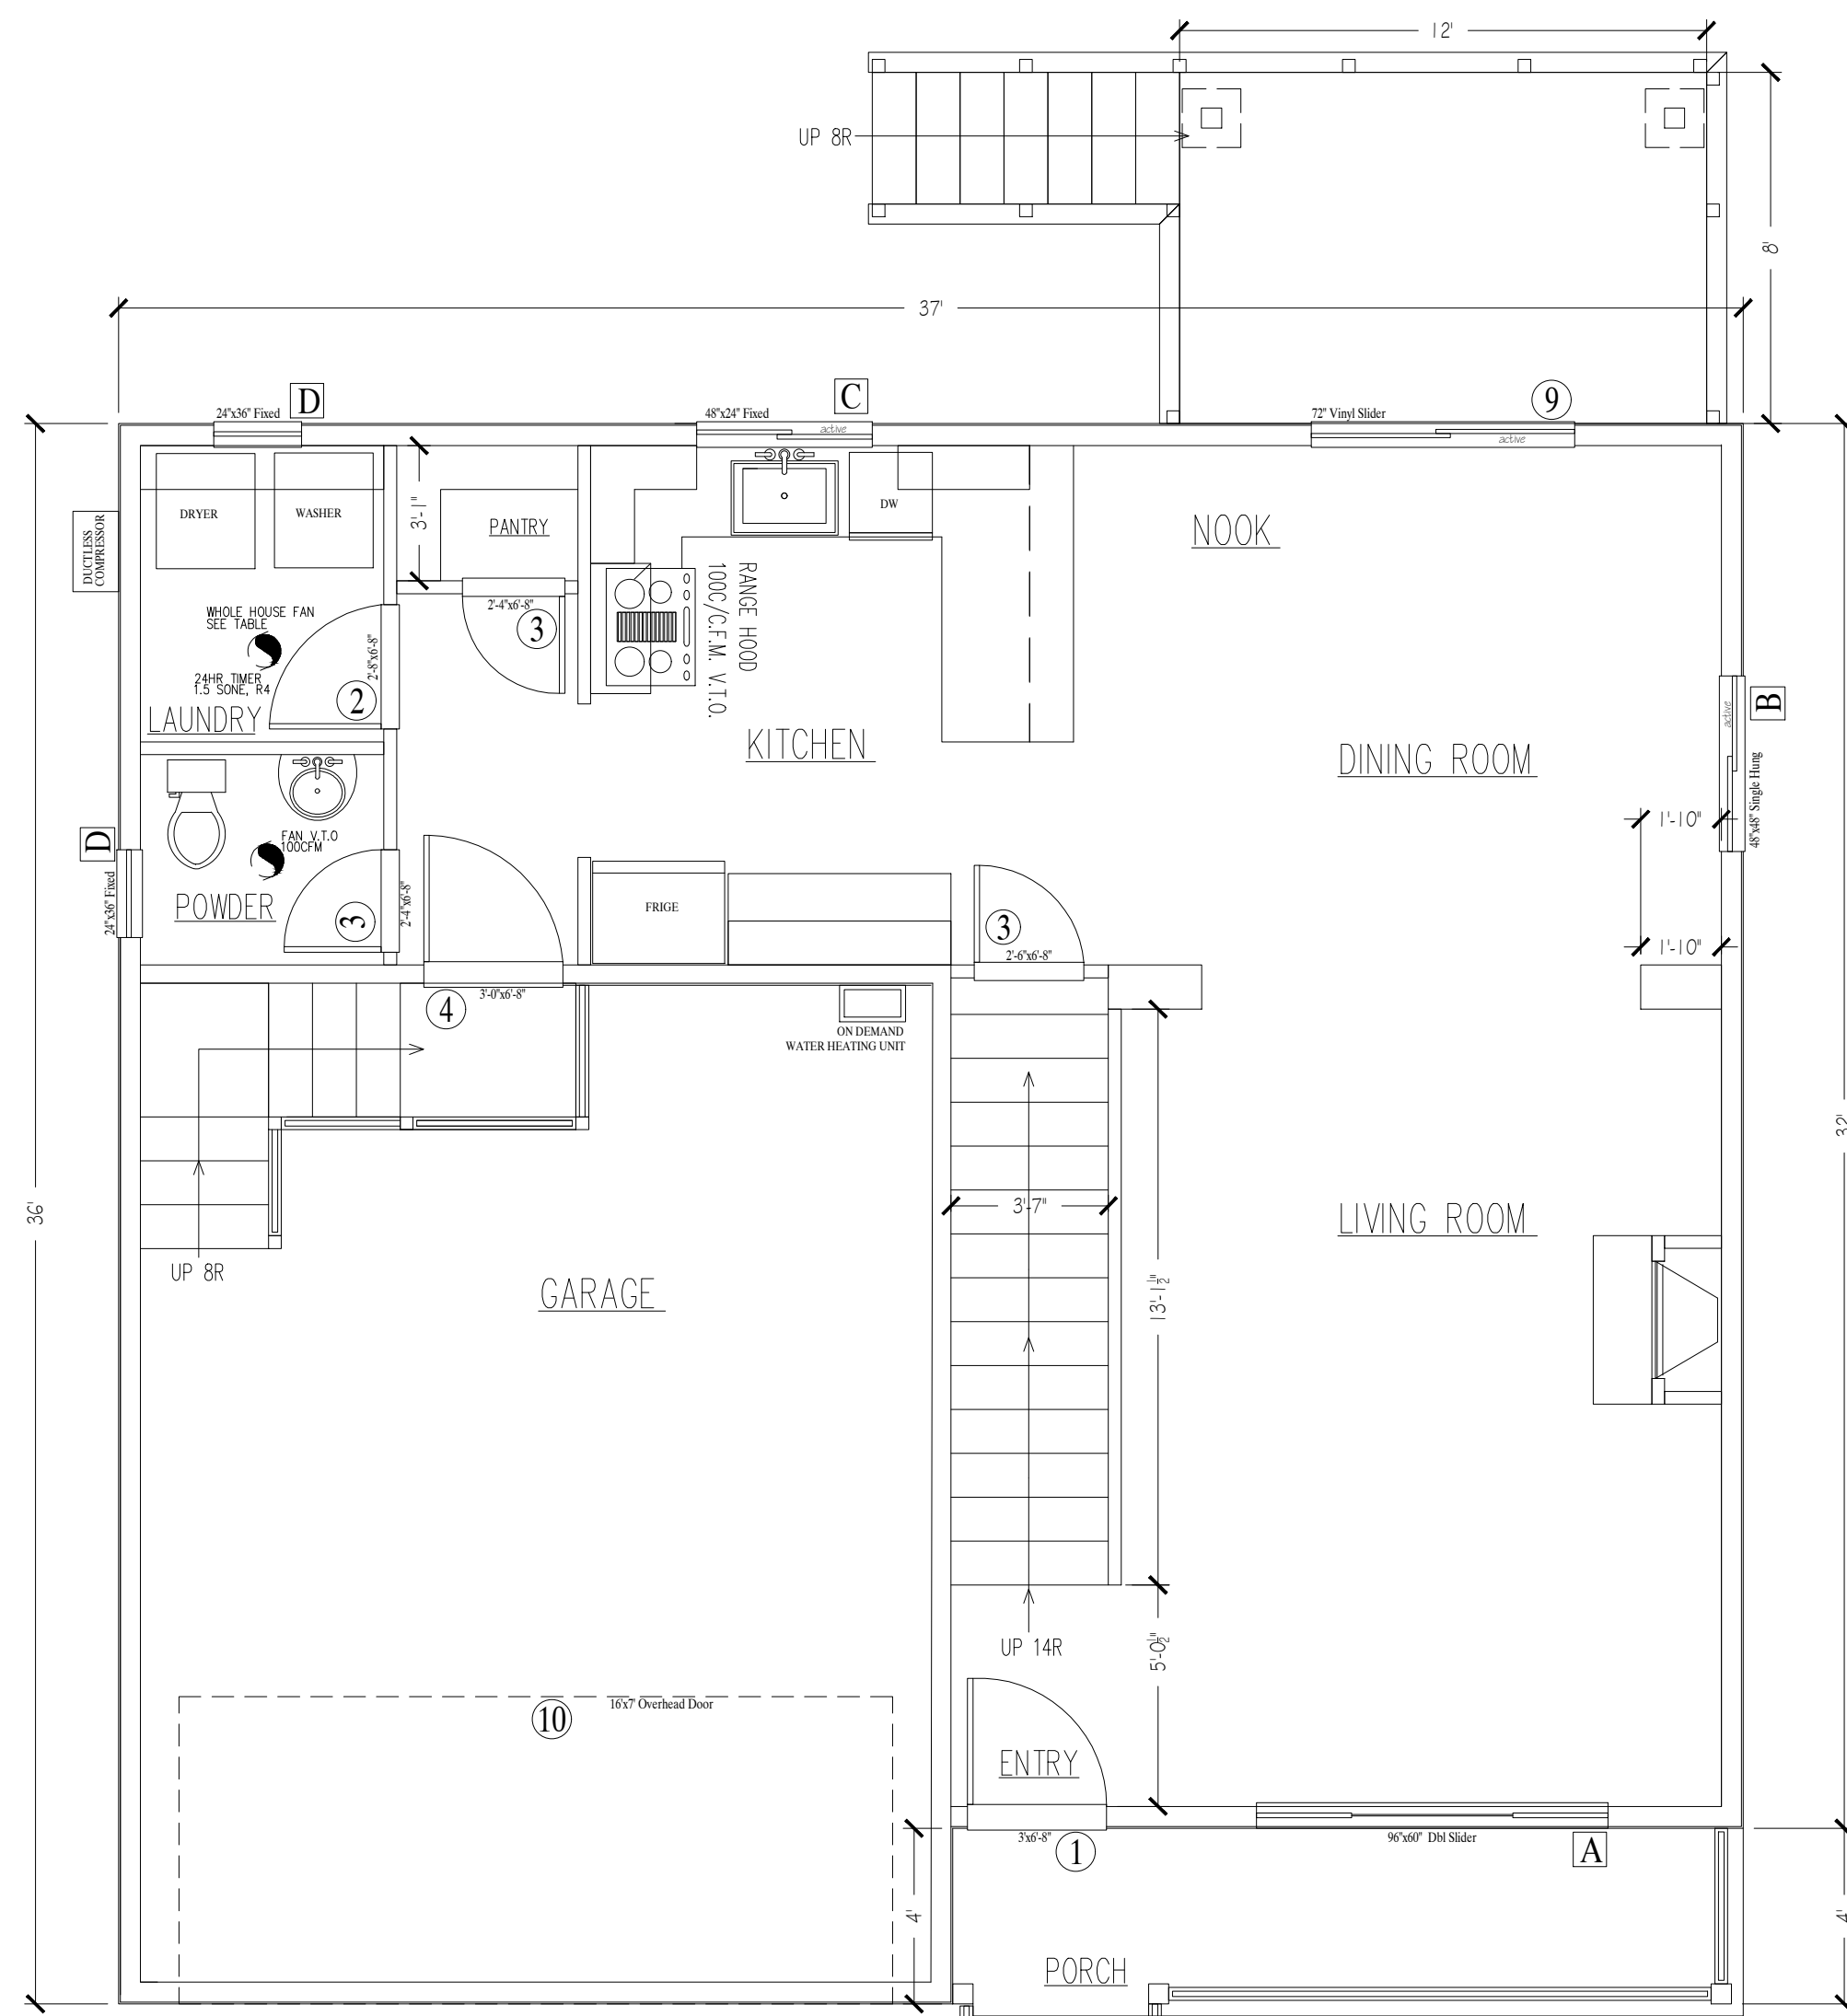 12'
UP 8R
8'
37'
D
24"x36" Fixed
C
48"x24" Fixed
active
9
72" Vinyl Slider
active
DRYER
WASHER
3'-1"
PANTRY
DW
NOOK
DUCTLESS
COMPRESSOR
WHOLE HOUSE FAN
SEE TABLE
2'-8"x6'-8"
2'-4"x6'-8"
3
RANGE HOOD
100C/C.F.M. V.T.O.
24HR TIMER
1.5 SONE, R4
2
LAUNDRY
KITCHEN
DINING ROOM
active
B
48"x48" Single Hung
1'-10"
D
24"x36" Fixed
FAN V.T.O
100CFM
POWDER
3
2'-4"x6'-8"
FRIGE
3
2'-6"x6'-8"
1'-10"
4
3'-0"x6'-8"
ON DEMAND
WATER HEATING UNIT
32'
36'
3'-7"
LIVING ROOM
UP 8R
GARAGE
13'-1½"
UP 14R
5'-0½"
10
16'x7' Overhead Door
ENTRY
3'x6'-8"
1
96"x60" Dbl Slider
A
4'
4'
PORCH